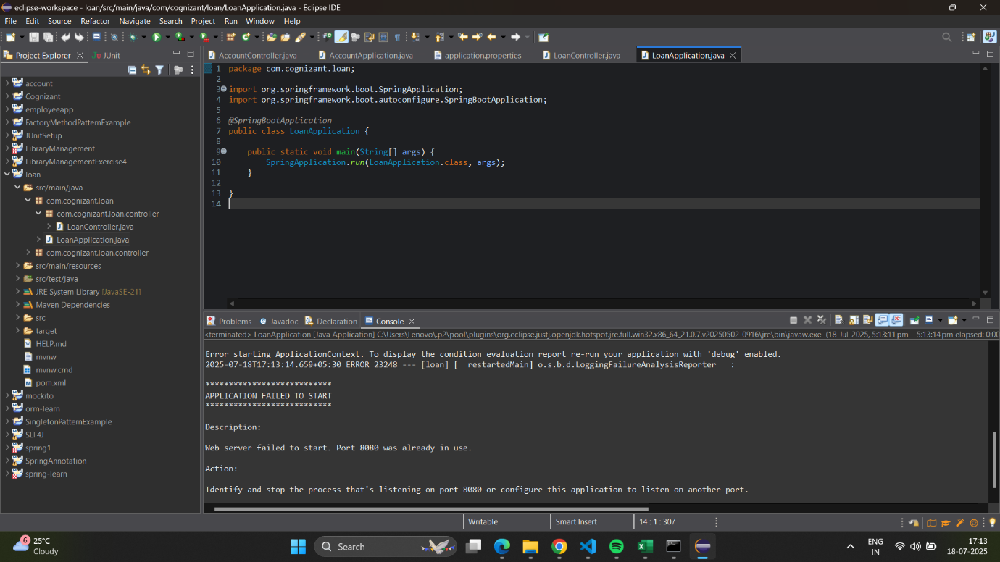 eclipse-workspace - loan/src/main/java/com/cognizant/loan/LoanApplication.java - Eclipse IDE
File Edit Source Refactor Navigate Search Project Run Window Help
Project Explorer
JUnit
account
Cognizant
employeeapp
FactoryMethodPatternExample
JUnitSetup
LibraryManagement
LibraryManagementExercise4
loan
src/main/java
com.cognizant.loan
com.cognizant.loan.controller
LoanController.java
LoanApplication.java
com.cognizant.loan.controller
src/main/resources
src/test/java
JRE System Library [JavaSE-21]
Maven Dependencies
src
target
HELP.md
mvnw
mvnw.cmd
pom.xml
mockito
orm-learn
SingletonPatternExample
SLF4J
spring1
SpringAnnotation
spring-learn
AccountController.java AccountApplication.java application.properties LoanController.java LoanApplication.java
1 package com.cognizant.loan;
2
3 import org.springframework.boot.SpringApplication;
4 import org.springframework.boot.autoconfigure.SpringBootApplication;
5
6 @SpringBootApplication
7 public class LoanApplication {
8
9 public static void main(String[] args) {
10 SpringApplication.run(LoanApplication.class, args);
11 }
12
13 }
14
Problems Javadoc Declaration Console
<terminated> LoanApplication [Java Application] C:\Users\Lenovo\.p2\pool\plugins\org.eclipse.justj.openjdk.hotspot.jre.full.win32.x86_64_21.0.7.v20250502-0916\jre\bin\javaw.exe (18-Jul-2025, 5:13:11 pm – 5:13:14 pm elapsed: 0:00
Error starting ApplicationContext. To display the condition evaluation report re-run your application with 'debug' enabled.
2025-07-18T17:13:14.659+05:30 ERROR 23248 --- [loan] [  restartedMain] o.s.b.d.LoggingFailureAnalysisReporter   :
***************************
APPLICATION FAILED TO START
***************************
Description:
Web server failed to start. Port 8080 was already in use.
Action:
Identify and stop the process that's listening on port 8080 or configure this application to listen on another port.
Writable Smart Insert 14 : 1 : 307
6
25°C
Cloudy
Search
ENG
IN
17:13
18-07-2025